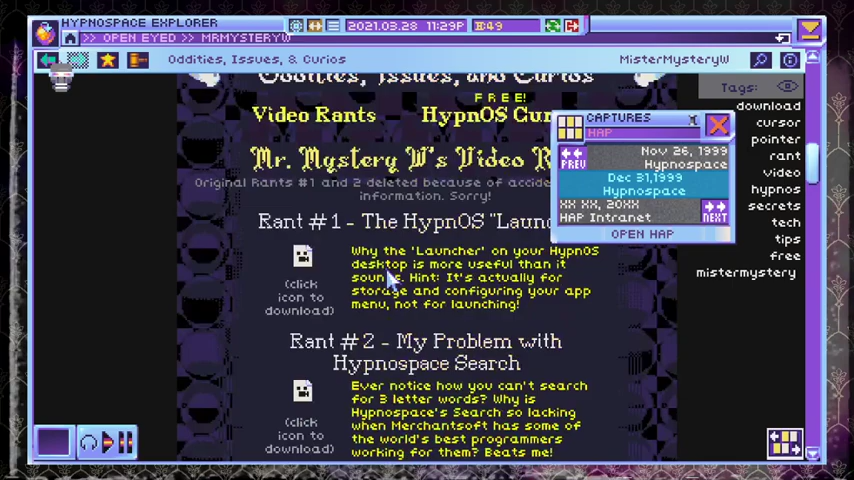 HYPNOSPACE EXPLORER
2021.03.28 11:29P
49
>> OPEN EYED >> MRMYSTERYW
Oddities, Issues, & Curios
MisterMysteryW
Oddities, Issues, and Curios
FREE!
Video Rants
HypnOS Cur
Mr. Mystery W's Video R
Original Rants #1 and 2 deleted because of accide
information. Sorry!
Rant #1 - The HypnOS "Laun
(click
icon to
download)
Why the 'Launcher' on your HypnOS
desktop is more useful than it
soun Hint: It's actually for
storage and configuring your app
menu, not for launching!
Rant #2 - My Problem with
Hypnospace Search
(click
icon to
download)
Ever notice how you can't search
for 3 letter words? Why is
Hypnospace's Search so lacking
when Merchantsoft has some of
the world's best programmers
working for them? Beats me!
CAPTURES
HAP
PREV
Nov 26, 1999
Hypnospace
Dec 31,1999
Hypnospace
XX XX, 20XX
HAP Intranet
NEXT
OPEN HAP
Tags:
download
cursor
pointer
rant
video
hypnos
secrets
tech
tips
free
mistermystery